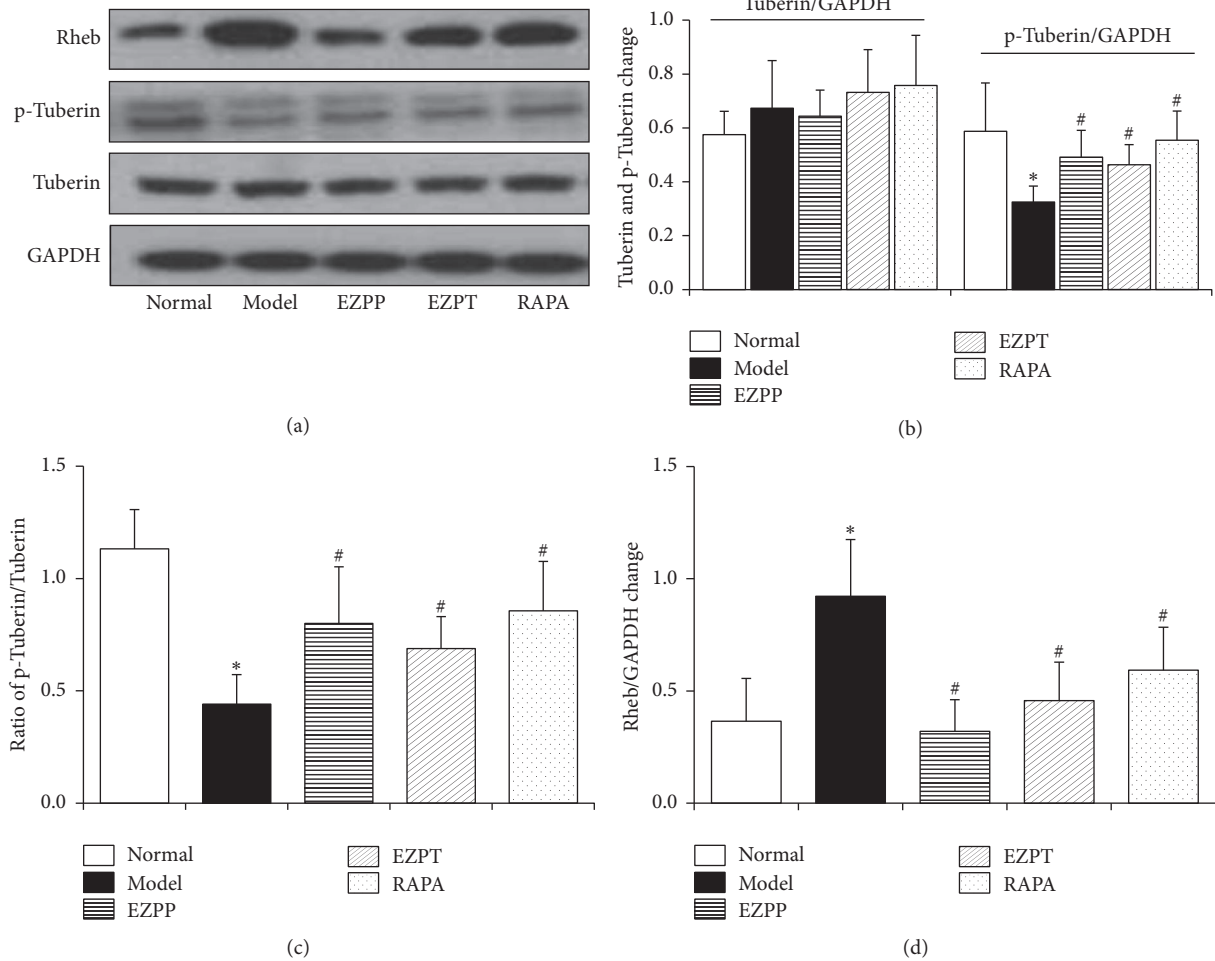 Rheb
p-Tuberin
Tuberin
GAPDH
Normal Model EZPP EZPT RAPA
(a)
Tuberin/GAPDH
p-Tuberin/GAPDH
Tuberin and p-Tuberin change
1.0
0.8
0.6
0.4
0.2
0.0
*
#
#
#
Normal
Model
EZPP
EZPT
RAPA
(b)
Ratio of p-Tuberin/Tuberin
1.5
1.0
0.5
0.0
*
#
#
#
Normal
Model
EZPP
EZPT
RAPA
(c)
Rheb/GAPDH change
1.5
1.0
0.5
0.0
*
#
#
#
Normal
Model
EZPP
EZPT
RAPA
(d)